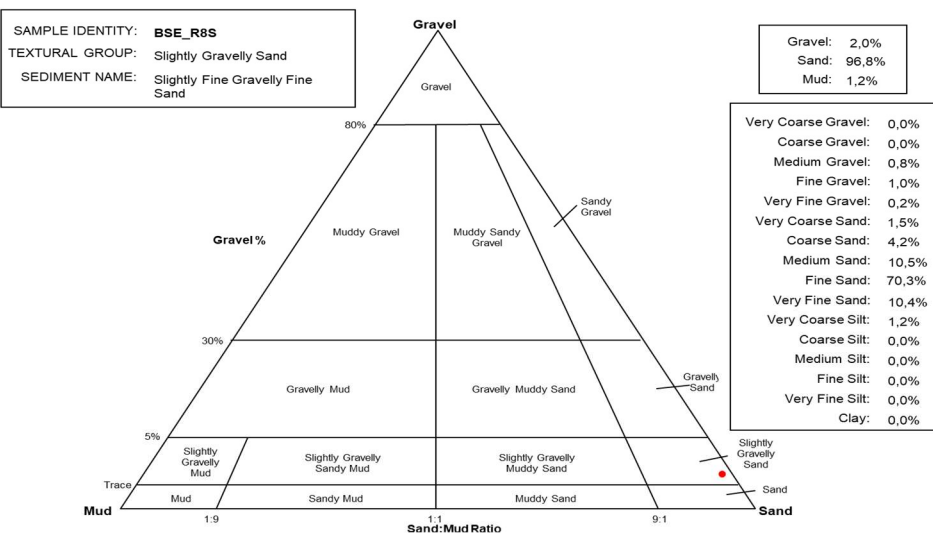 SAMPLE IDENTITY: BSE_R8S
TEXTURAL GROUP: Slightly Gravelly Sand
SEDIMENT NAME: Slightly Fine Gravelly Fine
Sand
Gravel
Gravel: 2,0%
Sand: 96,8%
Mud: 1,2%
Very Coarse Gravel: 0,0%
Coarse Gravel: 0,0%
Medium Gravel: 0,8%
Fine Gravel: 1,0%
Very Fine Gravel: 0,2%
Very Coarse Sand: 1,5%
Coarse Sand: 4,2%
Medium Sand: 10,5%
Fine Sand: 70,3%
Very Fine Sand: 10,4%
Very Coarse Silt: 1,2%
Coarse Silt: 0,0%
Medium Silt: 0,0%
Fine Silt: 0,0%
Very Fine Silt: 0,0%
Clay: 0,0%
Gravel
80%
Sandy
Gravel
Gravel %
Muddy Gravel
Muddy Sandy
Gravel
30%
Gravelly Mud
Gravelly Muddy Sand
Gravelly
Sand
5%
Slightly
Gravelly
Mud
Slightly Gravelly
Sandy Mud
Slightly Gravelly
Muddy Sand
Slightly
Gravelly
Sand
Trace
Mud
Sandy Mud
Muddy Sand
Sand
Mud
Sand
1:9
1:1
9:1
Sand:Mud Ratio